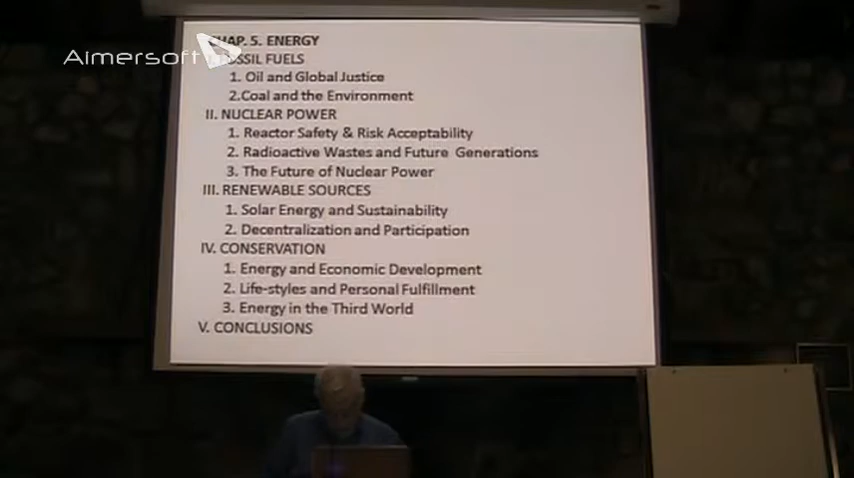 Aimersoft
CHAP. 5. ENERGY
FOSSIL FUELS
1. Oil and Global Justice
2.Coal and the Environment
II. NUCLEAR POWER
1. Reactor Safety & Risk Acceptability
2. Radioactive Wastes and Future Generations
3. The Future of Nuclear Power
III. RENEWABLE SOURCES
1. Solar Energy and Sustainability
2. Decentralization and Participation
IV. CONSERVATION
1. Energy and Economic Development
2. Life-styles and Personal Fulfillment
3. Energy in the Third World
V. CONCLUSIONS